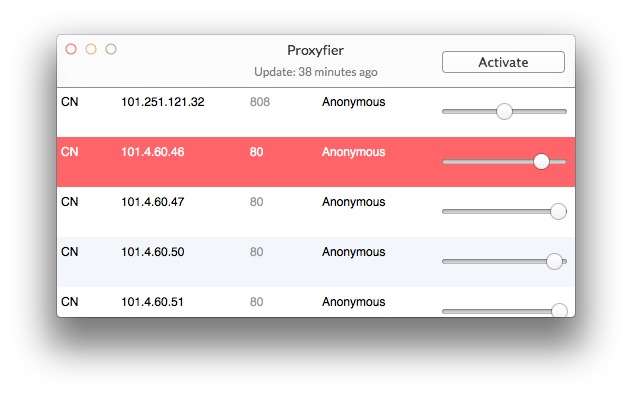 Proxyfier
Update: 38 minutes ago
Activate
CN 101.251.121.32 808 Anonymous
CN 101.4.60.46 80 Anonymous
CN 101.4.60.47 80 Anonymous
CN 101.4.60.50 80 Anonymous
CN 101.4.60.51 80 Anonymous